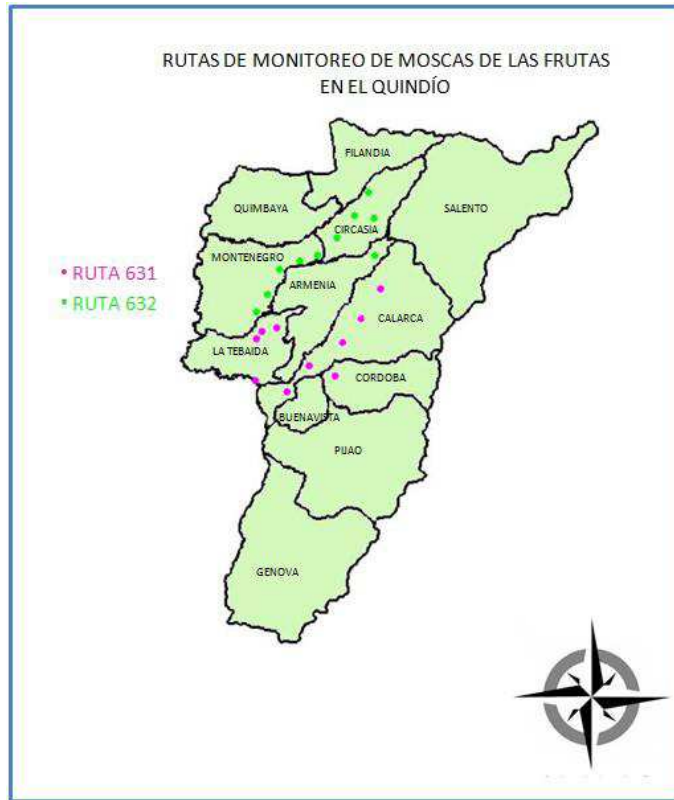 RUTAS DE MONITOREO DE MOSCAS DE LAS FRUTAS
EN EL QUINDÍO
FILANDIA
QUIMBAYA
SALENTO
CIRCASIA
MONTENEGRO
• RUTA 631
ARMENIA
• RUTA 632
CALARCA
LA TEBAIDA
CORDOBA
BUENAVISTA
PIJAO
GENOVA